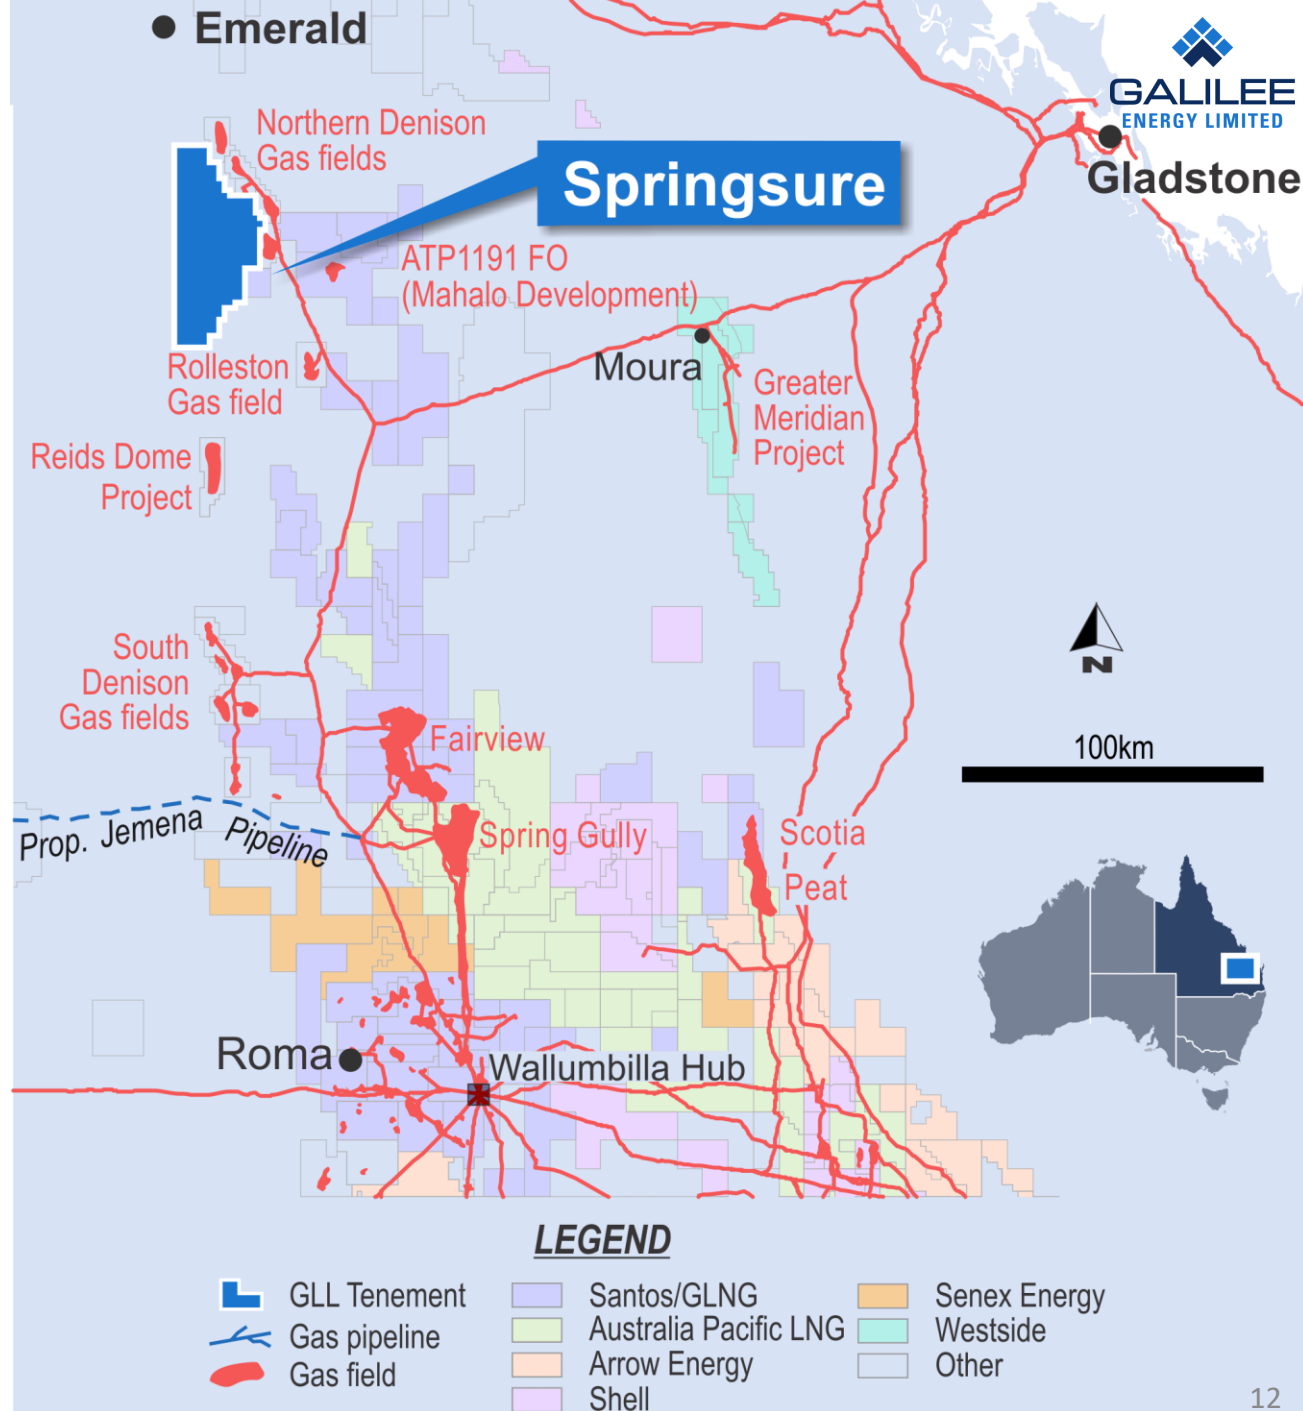 Emerald
GALILEE
ENERGY LIMITED
Northern Denison
Gas fields
Springsure
Gladstone
ATP1191 FO
(Mahalo Development)
Rolleston
Gas field
Moura
Greater
Meridian
Project
Reids Dome
Project
South
Denison
Gas fields
N
100km
Fairview
Prop. Jemena Pipeline
Spring Gully
Scotia
Peat
Roma
Wallumbilla Hub
LEGEND
GLL Tenement
Gas pipeline
Gas field
Santos/GLNG
Australia Pacific LNG
Arrow Energy
Shell
Senex Energy
Westside
Other
12